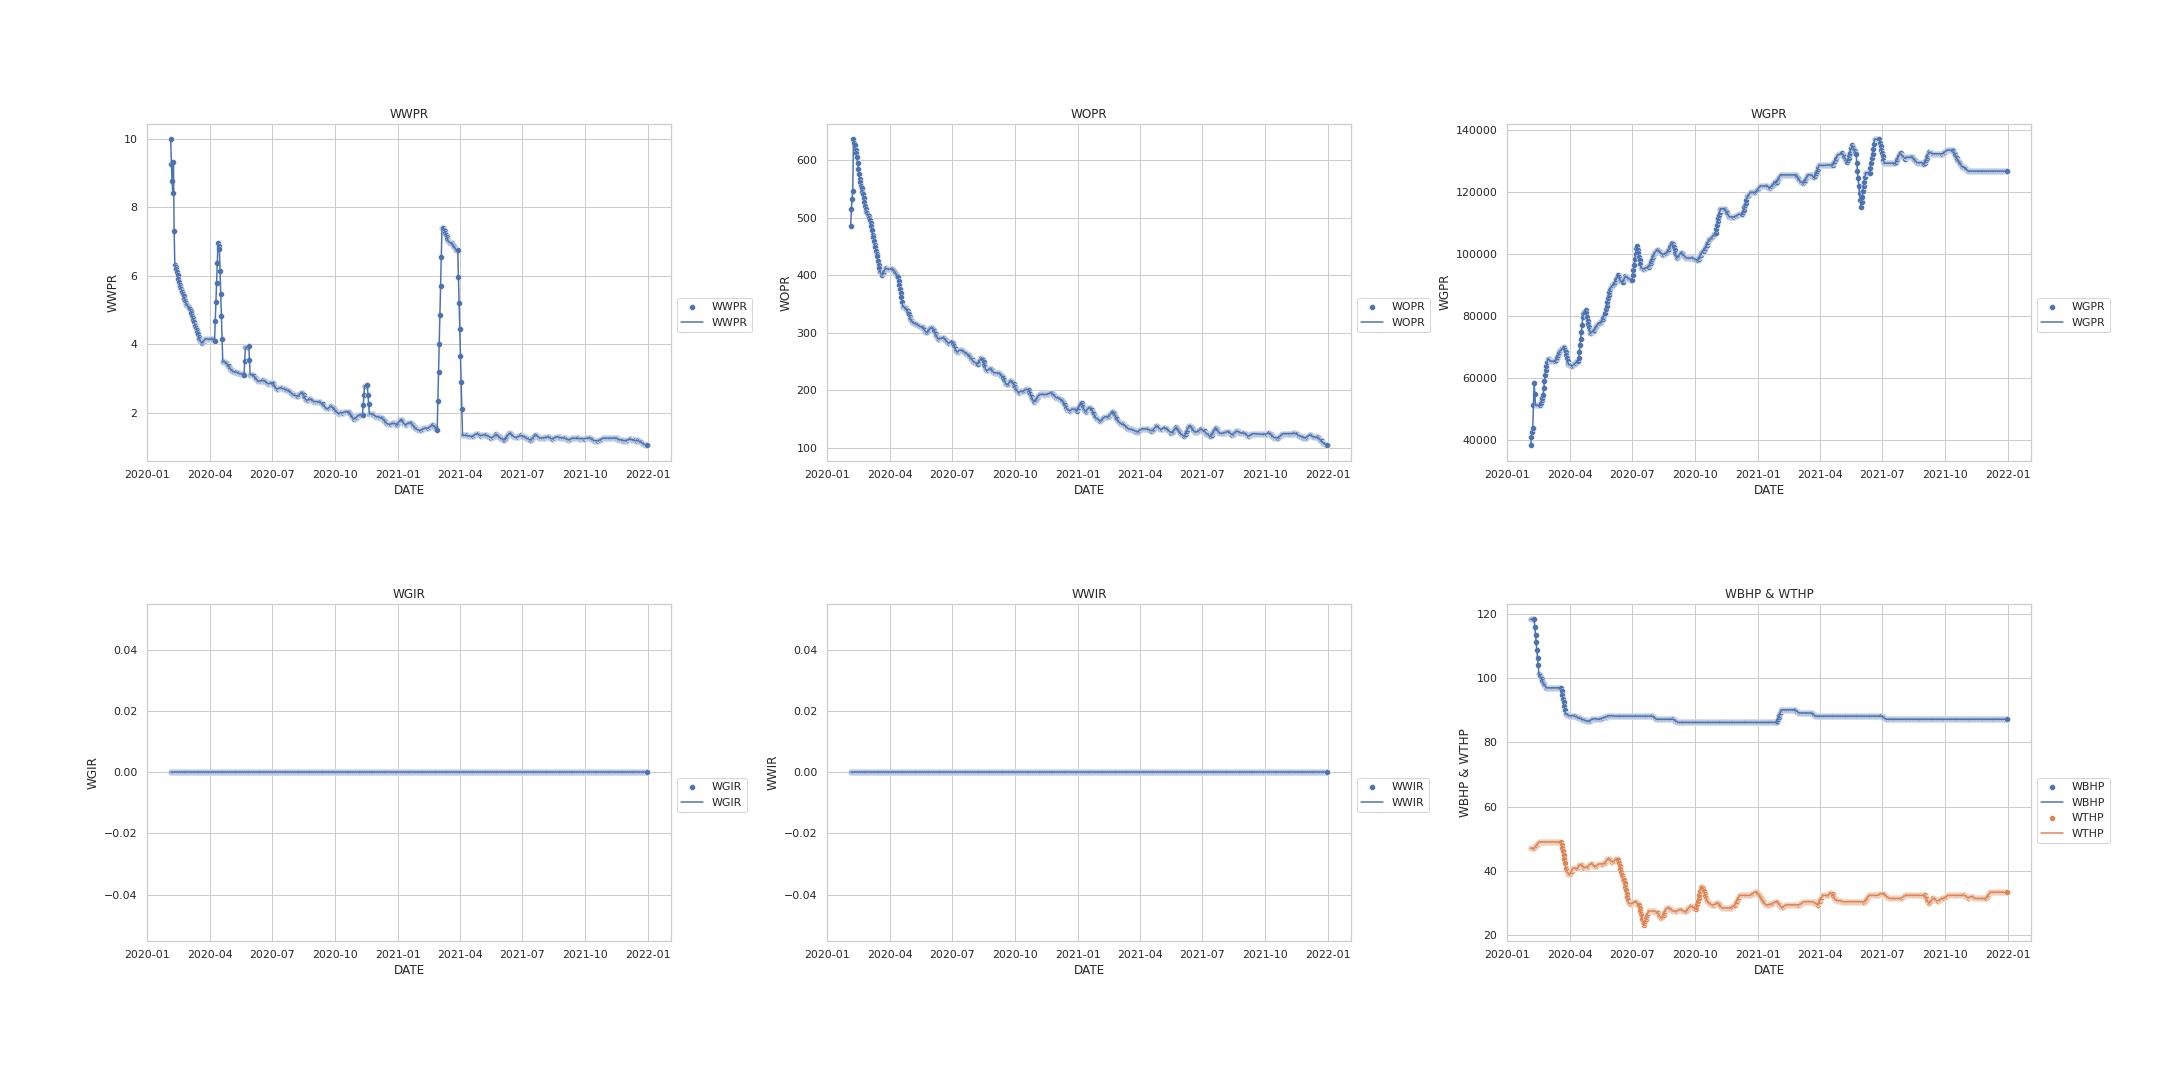 WWPR
WWPR
10
8
6
4
2
2020-01 2020-04 2020-07 2020-10 2021-01 2021-04 2021-07 2021-10 2022-01
DATE
WWPR
WWPR
WOPR
WOPR
600
500
400
300
200
100
2020-01 2020-04 2020-07 2020-10 2021-01 2021-04 2021-07 2021-10 2022-01
DATE
WOPR
WOPR
WGPR
WGPR
140000
120000
100000
80000
60000
40000
2020-01 2020-04 2020-07 2020-10 2021-01 2021-04 2021-07 2021-10 2022-01
DATE
WGPR
WGPR
WGIR
WGIR
0.04
0.02
0.00
−0.02
−0.04
2020-01 2020-04 2020-07 2020-10 2021-01 2021-04 2021-07 2021-10 2022-01
DATE
WGIR
WGIR
WWIR
WWIR
0.04
0.02
0.00
−0.02
−0.04
2020-01 2020-04 2020-07 2020-10 2021-01 2021-04 2021-07 2021-10 2022-01
DATE
WWIR
WWIR
WBHP & WTHP
WBHP & WTHP
120
100
80
60
40
20
2020-01 2020-04 2020-07 2020-10 2021-01 2021-04 2021-07 2021-10 2022-01
DATE
WBHP
WBHP
WTHP
WTHP